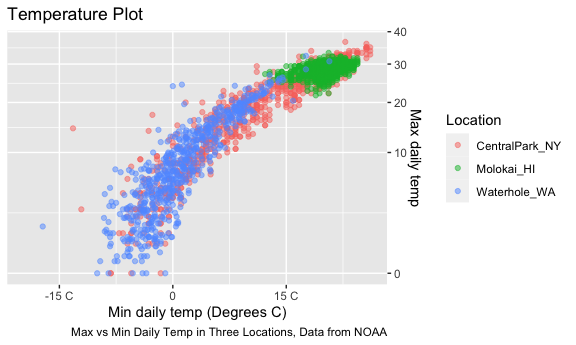 Temperature Plot
40
30
20
10
0
Max daily temp
-15 C
0
15 C
Min daily temp (Degrees C)
Max vs Min Daily Temp in Three Locations, Data from NOAA
Location
CentralPark_NY
Molokai_HI
Waterhole_WA